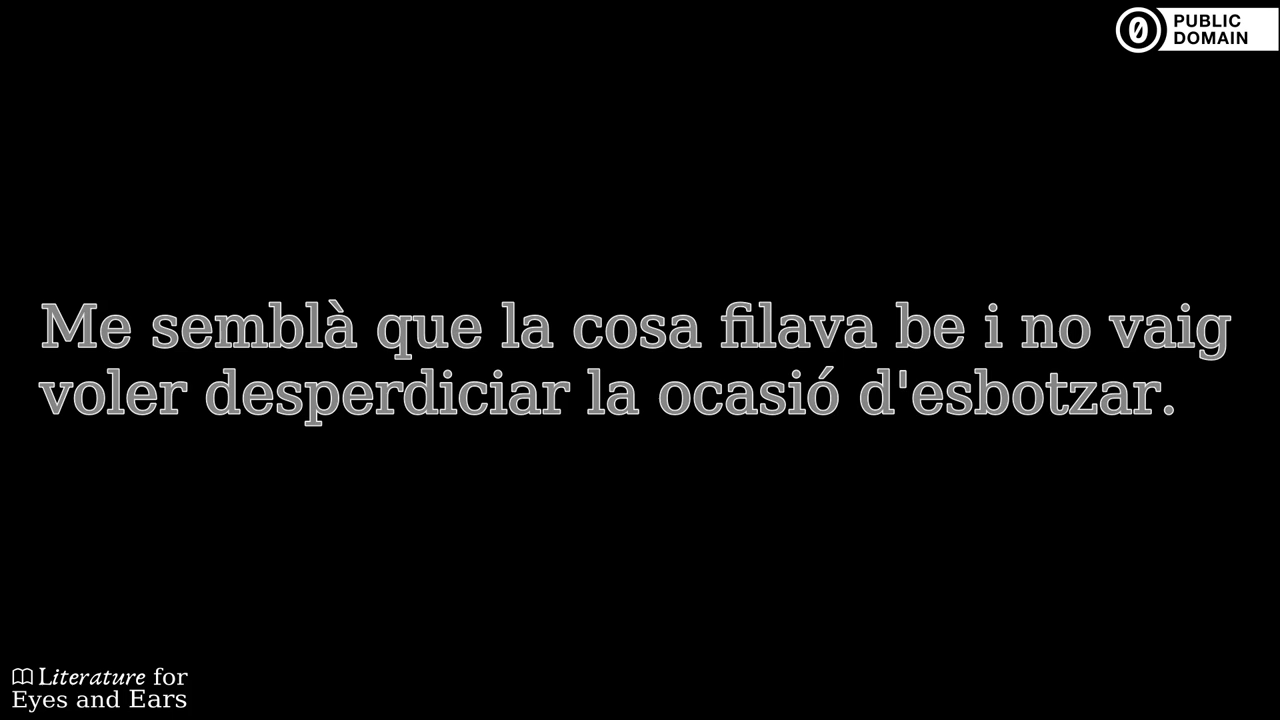 PUBLIC
DOMAIN
Me semblà que la cosa filava be i no vaig
voler desperdiciar la ocasió d'esbotzar.
Literature for
Eyes and Ears